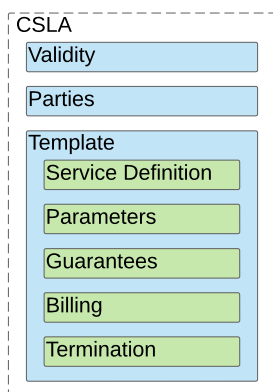 CSLA
Validity
Parties
Template
Service Definition
Parameters
Guarantees
Billing
Termination